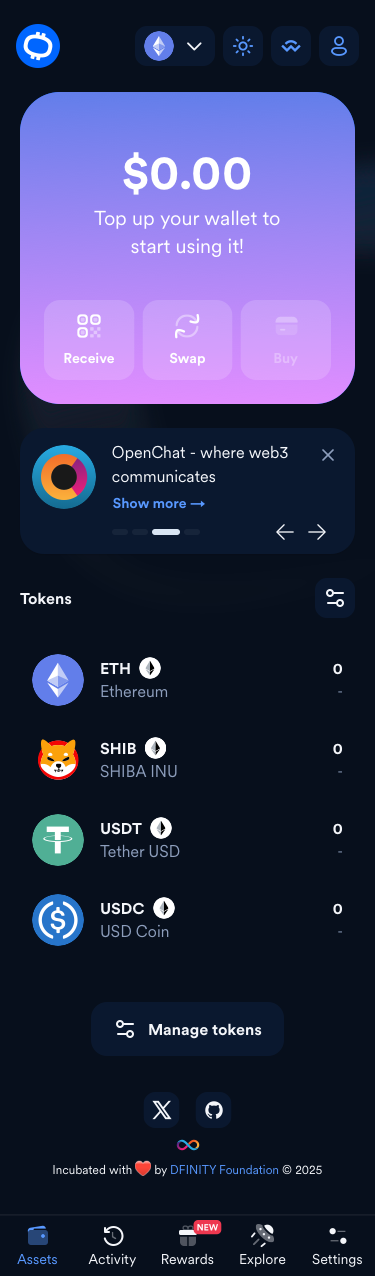 $0.00
Top up your wallet to
start using it!
Receive
Swap
Buy
OpenChat - where web3
communicates
Show more →
Tokens
ETH
0
Ethereum
-
SHIB
0
SHIBA INU
-
USDT
0
Tether USD
-
USDC
0
USD Coin
-
Manage tokens
Incubated with ❤️ by DFINITY Foundation © 2025
NEW
Assets
Activity
Rewards
Explore
Settings